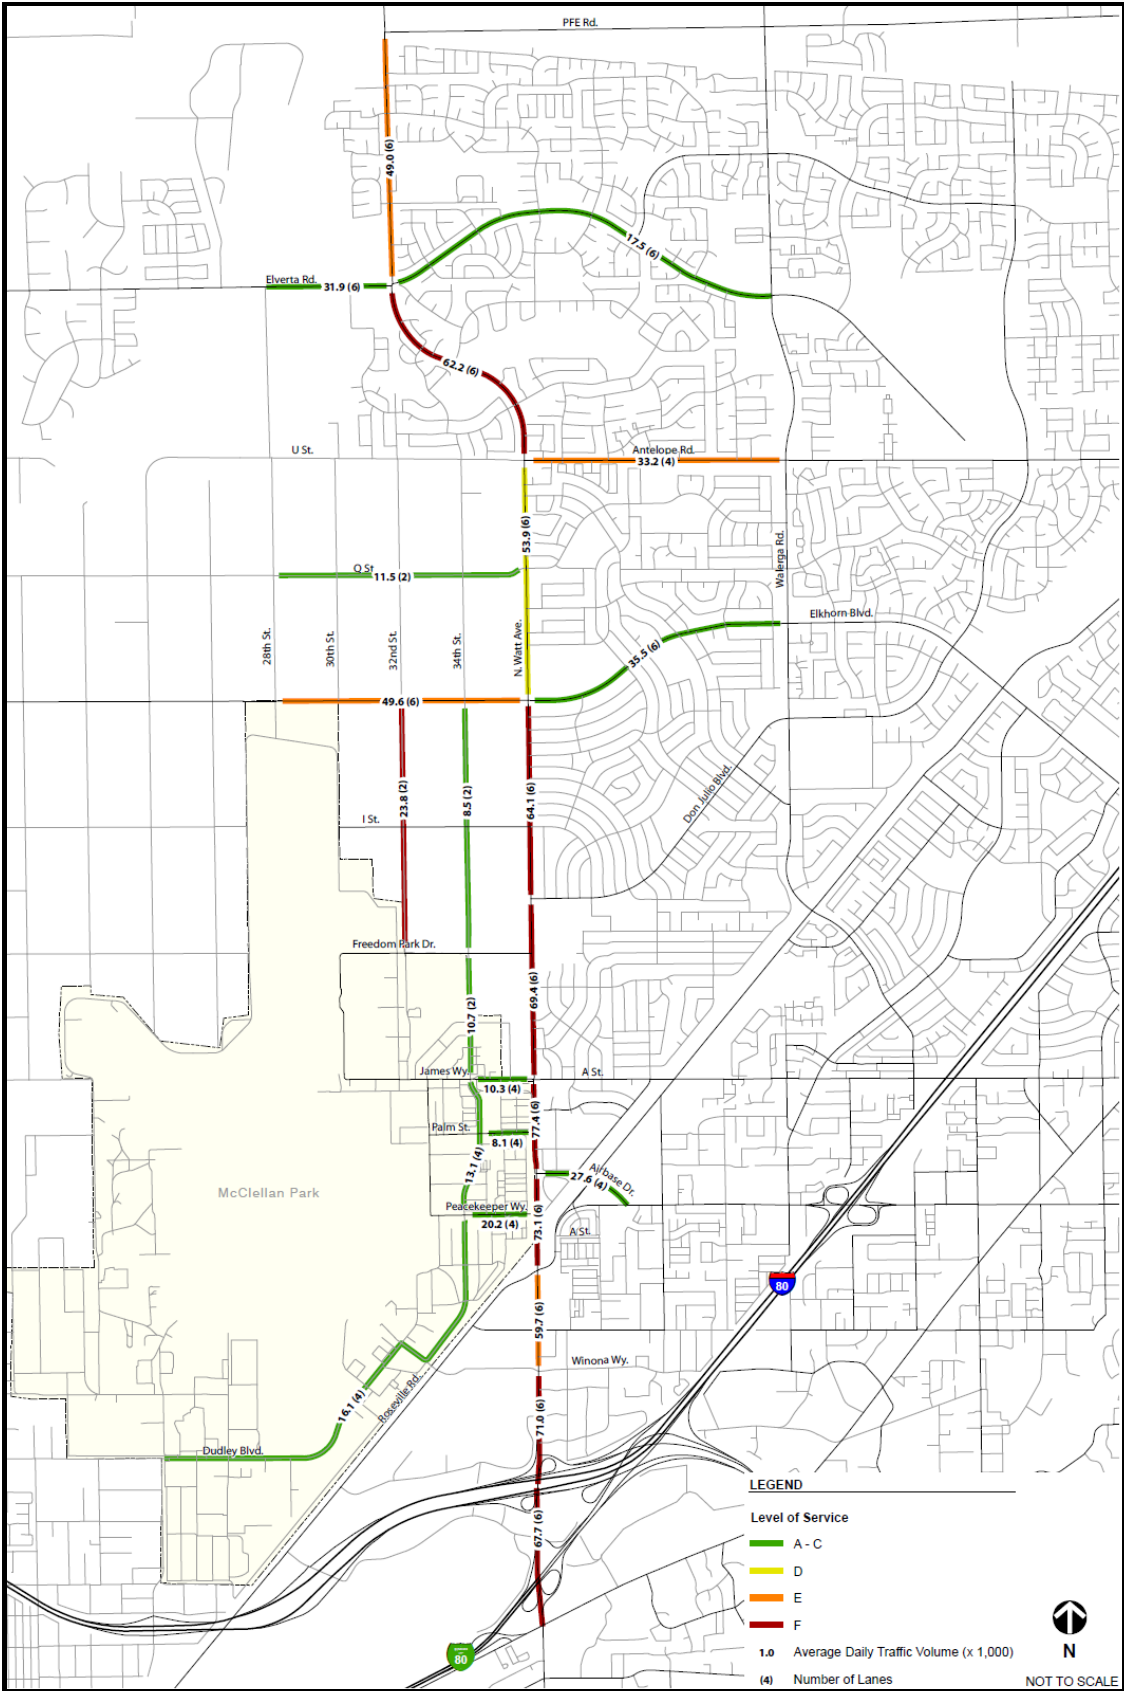 PFE Rd.
49.0 (6)
17.5 (6)
Elverta Rd.
31.9 (6)
62.2 (6)
U St.
Antelope Rd.
33.2 (4)
53.9 (6)
Walerga Rd.
Q St
11.5 (2)
Elkhorn Blvd.
28th St.
30th St.
32nd St.
34th St.
N. Watt Ave.
35.5 (6)
49.6 (6)
23.8 (2)
8.5 (2)
64.1 (6)
Don Julio Blvd.
I St.
Freedom Park Dr.
69.4 (6)
10.7 (2)
James Wy.
A St.
10.3 (4)
77.4 (6)
Palm St.
8.1 (4)
13.1 (4)
Airbase Dr.
27.6 (4)
McClellan Park
Peacekeeper Wy.
20.2 (4)
73.1 (6)
A St.
80
59.7 (6)
Winona Wy.
16.1 (4)
Roseville Rd.
71.0 (6)
Dudley Blvd.
67.7 (6)
80
LEGEND
Level of Service
A - C
D
E
F
1.0 Average Daily Traffic Volume (x 1,000)
(4) Number of Lanes
N
NOT TO SCALE